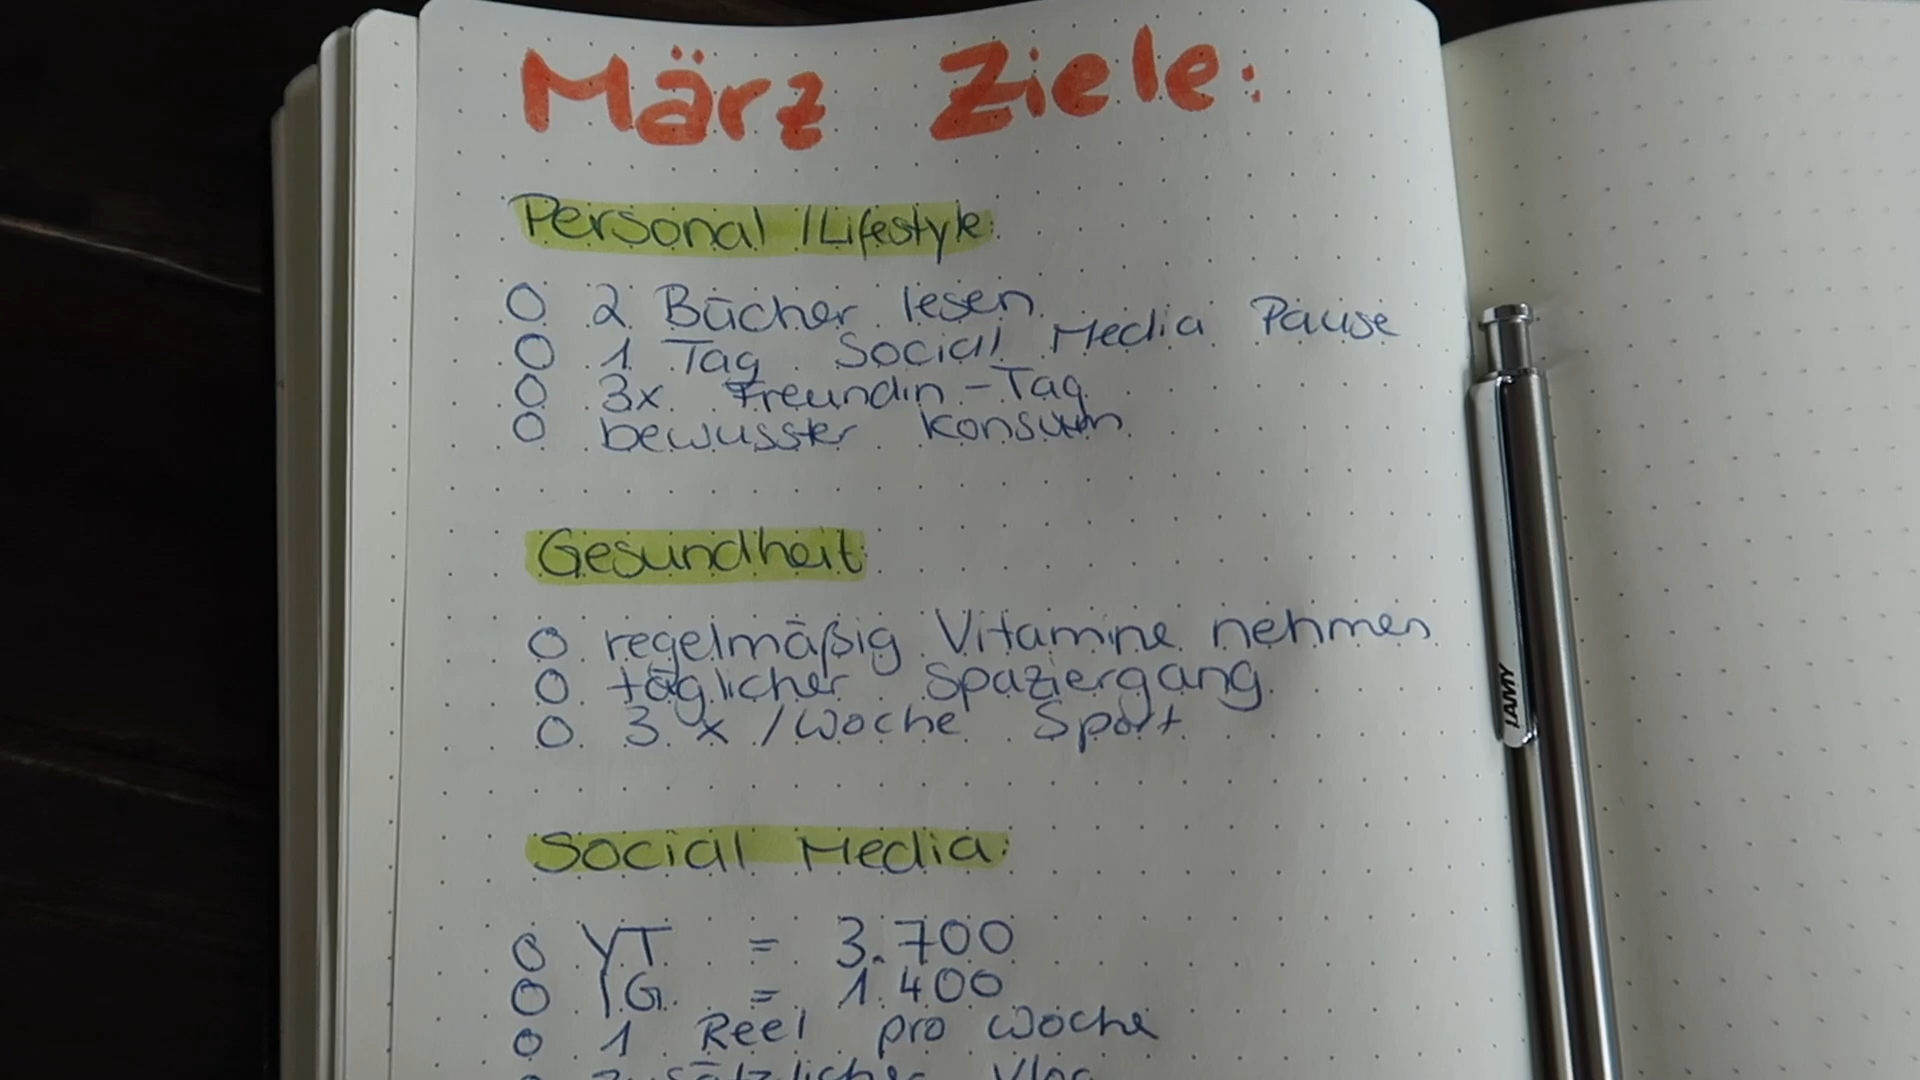 März Ziele:
Personal / Lifestyle:
2 Bücher lesen
1 Tag Social Media Pause
3x Freundin-Tag
bewusster Konsum
Gesundheit:
regelmäßig Vitamine nehmen
täglicher Spaziergang
3 x / Woche Sport
Social Media:
YT = 3.700
IG = 1.400
1 Reel pro Woche
zusätzlicher Vlog
LAMY